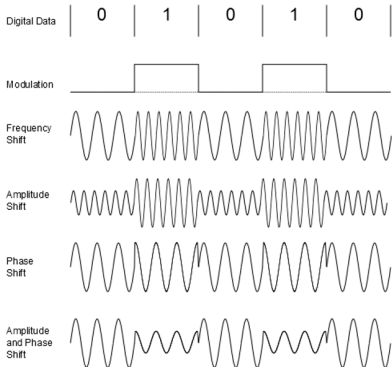 Digital Data 0 1 0 1 0
Modulation
Frequency
Shift
Amplitude
Shift
Phase
Shift
Amplitude
and Phase
Shift